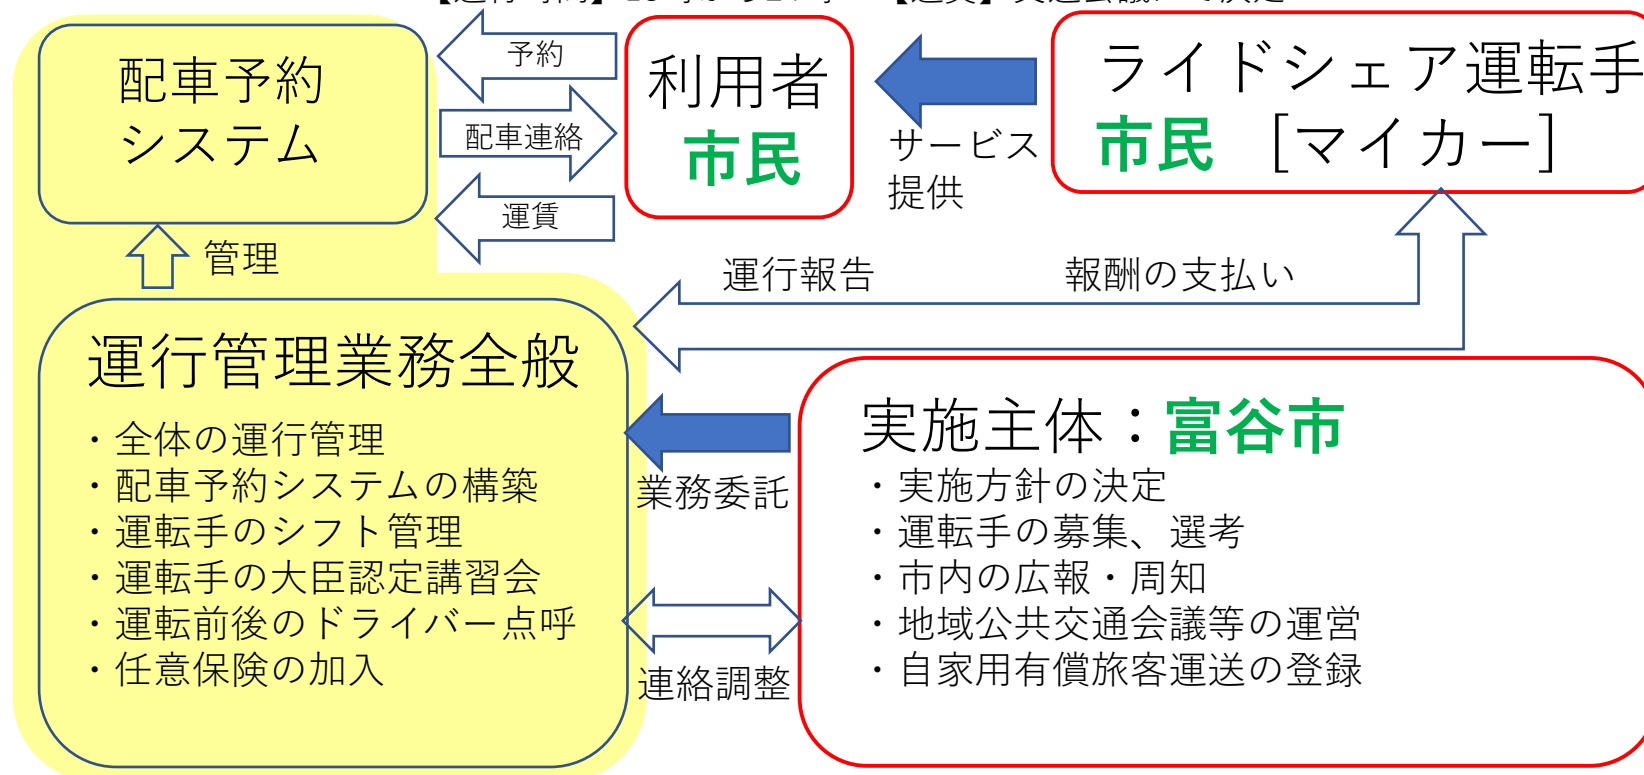 配車予約
システム
予約
配車連絡
運賃
利用者
市民
サービス
提供
ライドシェア運転手
市民 [マイカー]
管理
運行報告
報酬の支払い
運行管理業務全般
・全体の運行管理
・配車予約システムの構築
・運転手のシフト管理
・運転手の大臣認定講習会
・運転前後のドライバー点呼
・任意保険の加入
業務委託
連絡調整
実施主体：富谷市
・実施方針の決定
・運転手の募集、選考
・市内の広報・周知
・地域公共交通会議等の運営
・自家用有償旅客運送の登録